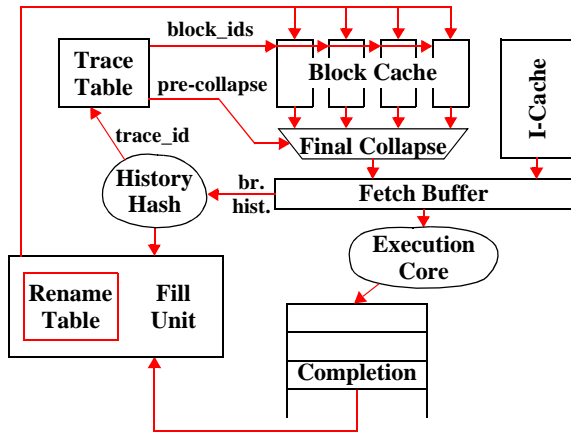 block_ids
Trace
Table
Block Cache
pre-collapse
I-Cache
trace_id
Final Collapse
History
Hash
br.
hist.
Fetch Buffer
Execution
Core
Rename
Table
Fill
Unit
Completion